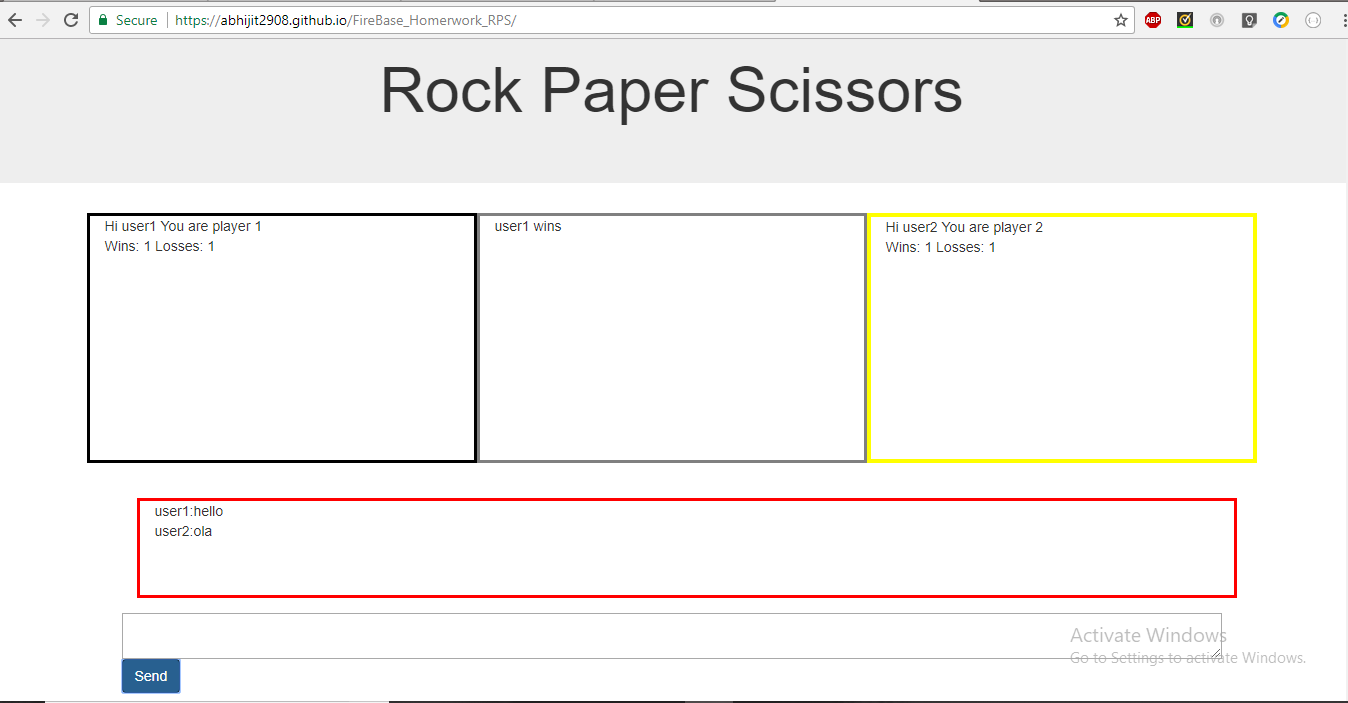 Secure https://abhijit2908.github.io/FireBase_Homerwork_RPS/
ABP
Rock Paper Scissors
Hi user1 You are player 1
Wins: 1 Losses: 1
user1 wins
Hi user2 You are player 2
Wins: 1 Losses: 1
user1:hello
user2:ola
Activate Windows
Go to Settings to activate Windows.
Send